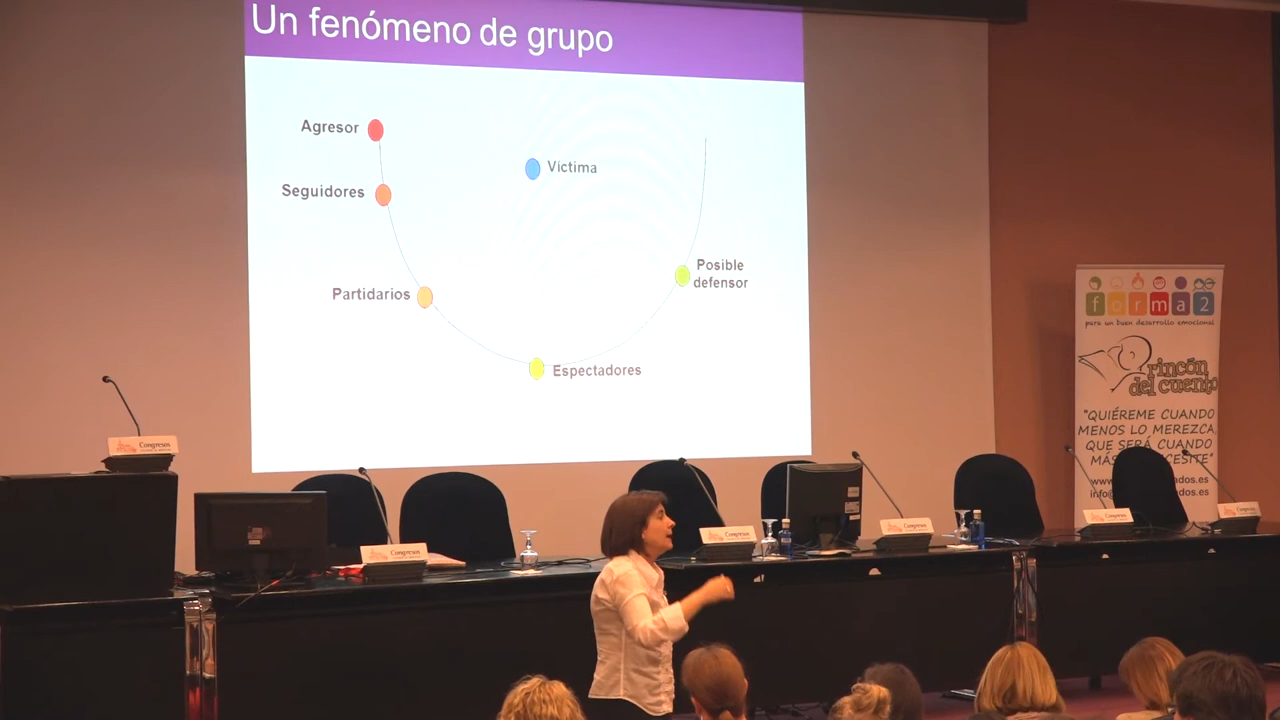 Un fenómeno de grupo
Agresor
Víctima
Seguidores
Posible
defensor
Partidarios
Espectadores
forma2
para un buen desarrollo emocional
rincón
del cuento
"QUIÉREME CUANDO
MENOS LO MEREZCA
QUE SERÁ CUANDO
Congresos
Congresos
Congresos
Congresos
Congresos
Congresos